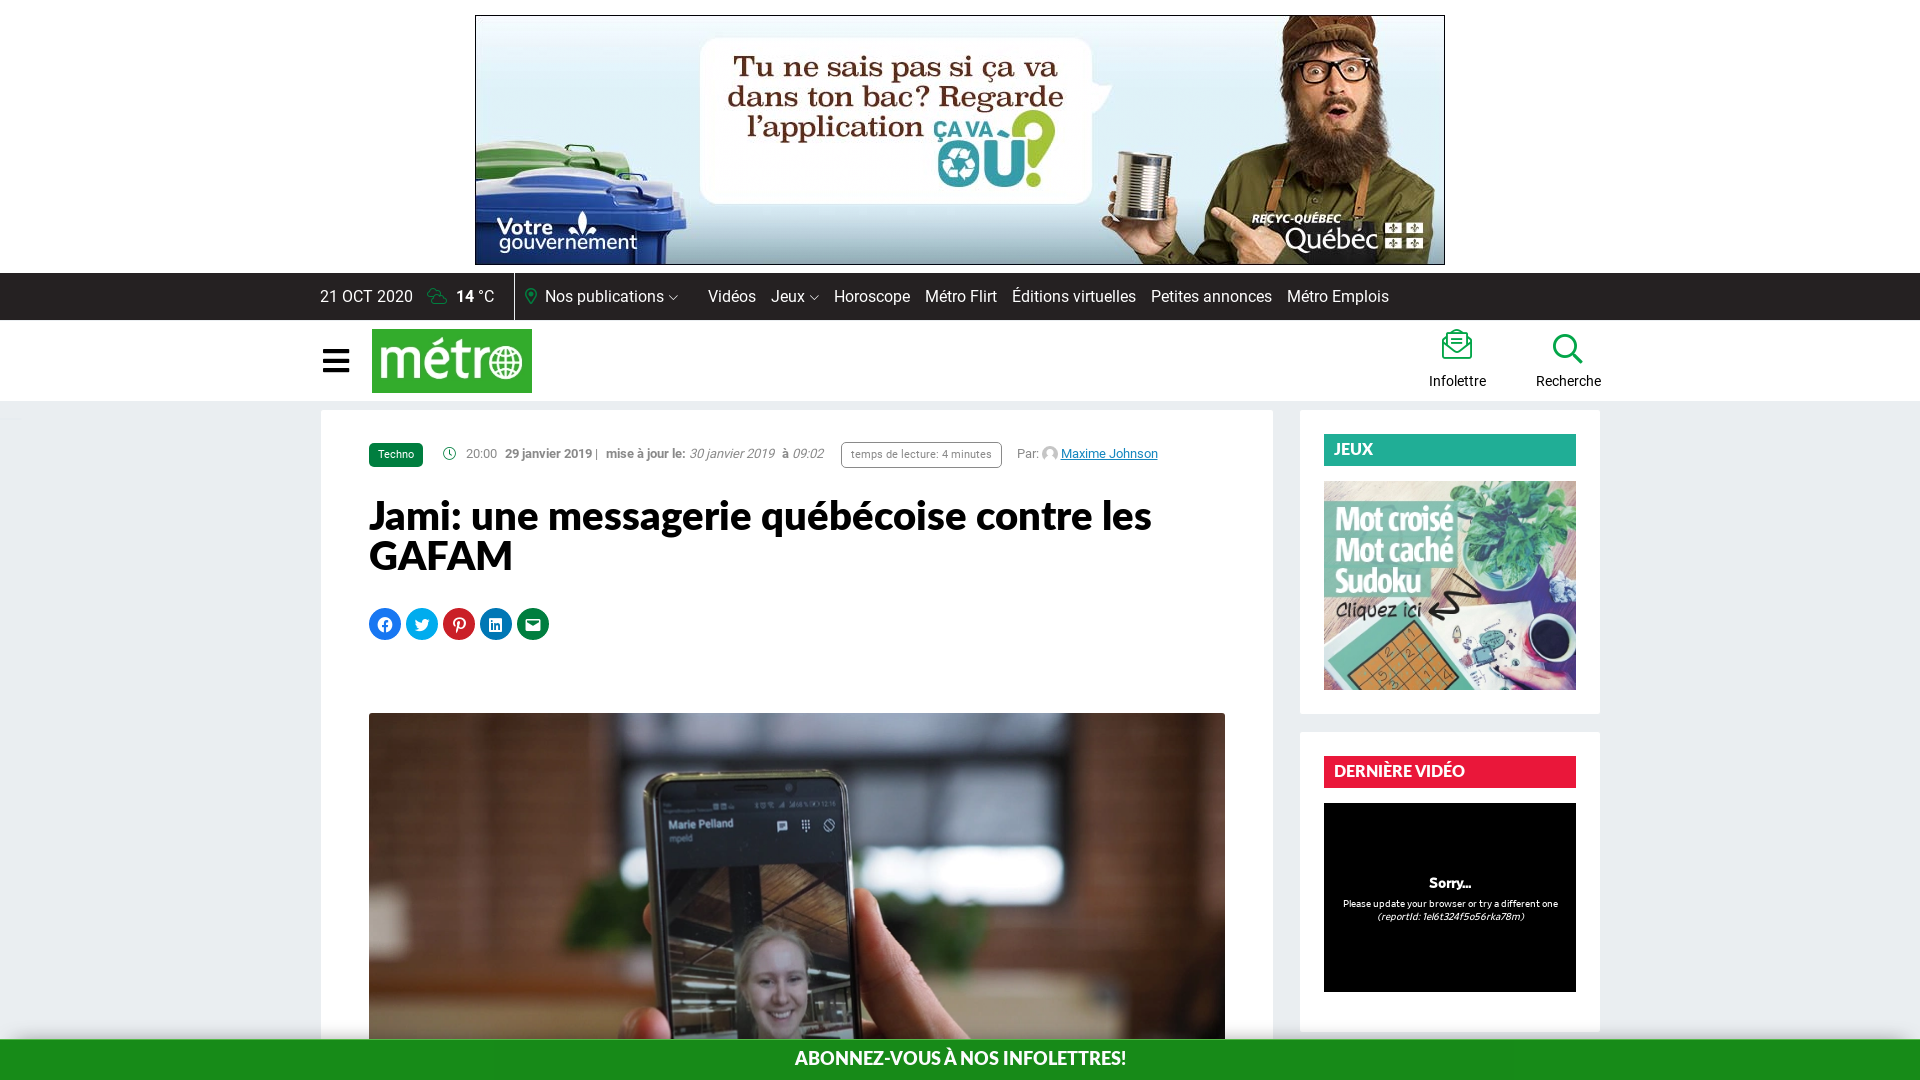 Tu ne sais pas si ça va
dans ton bac? Regarde
l'application ÇA VA
OÙ?
Votre
gouvernement
RECYC-QUÉBEC
Québec
21 OCT 2020 14 °C Nos publications Vidéos Jeux Horoscope Métro Flirt Éditions virtuelles Petites annonces Métro Emplois
métro
Infolettre Recherche
Techno 20:00 29 janvier 2019 | mise à jour le: 30 janvier 2019 à 09:02 temps de lecture: 4 minutes Par: Maxime Johnson
Jami: une messagerie québécoise contre les
GAFAM
Marie Pelland
mpeld
JEUX
Mot croisé
Mot caché
Sudoku
Cliquez ici
DERNIÈRE VIDÉO
Sorry...
Please update your browser or try a different one
(reportId: 1el6t324f5o56rka78m)
ABONNEZ-VOUS À NOS INFOLETTRES!